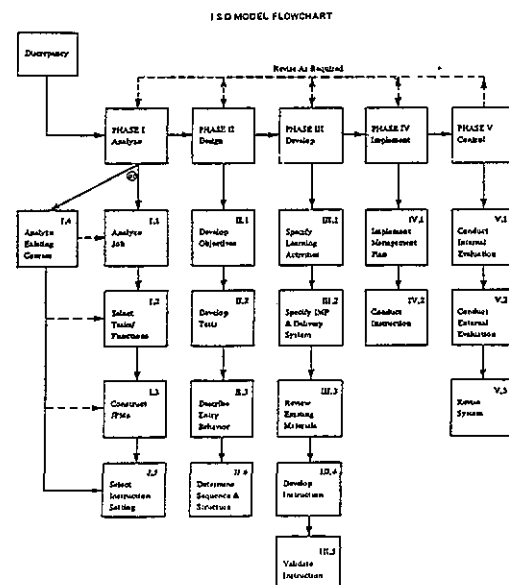 I S D MODEL FLOWCHART
Discrepancy
Revise As Required
PHASE I
Analyze
PHASE II
Design
PHASE III
Develop
PHASE IV
Implement
PHASE V
Control
I.4
Analyze
Existing
Courses
I.1
Analyze
Job
II.1
Develop
Objectives
III.1
Specify
Learning
Activities
IV.1
Implement
Management
Plan
V.1
Conduct
Internal
Evaluation
I.2
Select
Tasks/
Functions
II.2
Develop
Tests
III.2
Specify IMP
& Delivery
System
IV.2
Conduct
Instruction
V.2
Conduct
External
Evaluation
I.3
Construct
JPMs
II.3
Describe
Entry
Behavior
III.3
Review
Existing
Materials
V.3
Revise
System
I.5
Select
Instruction
Setting
II.4
Determine
Sequence &
Structure
III.4
Develop
Instruction
III.5
Validate
Instruction